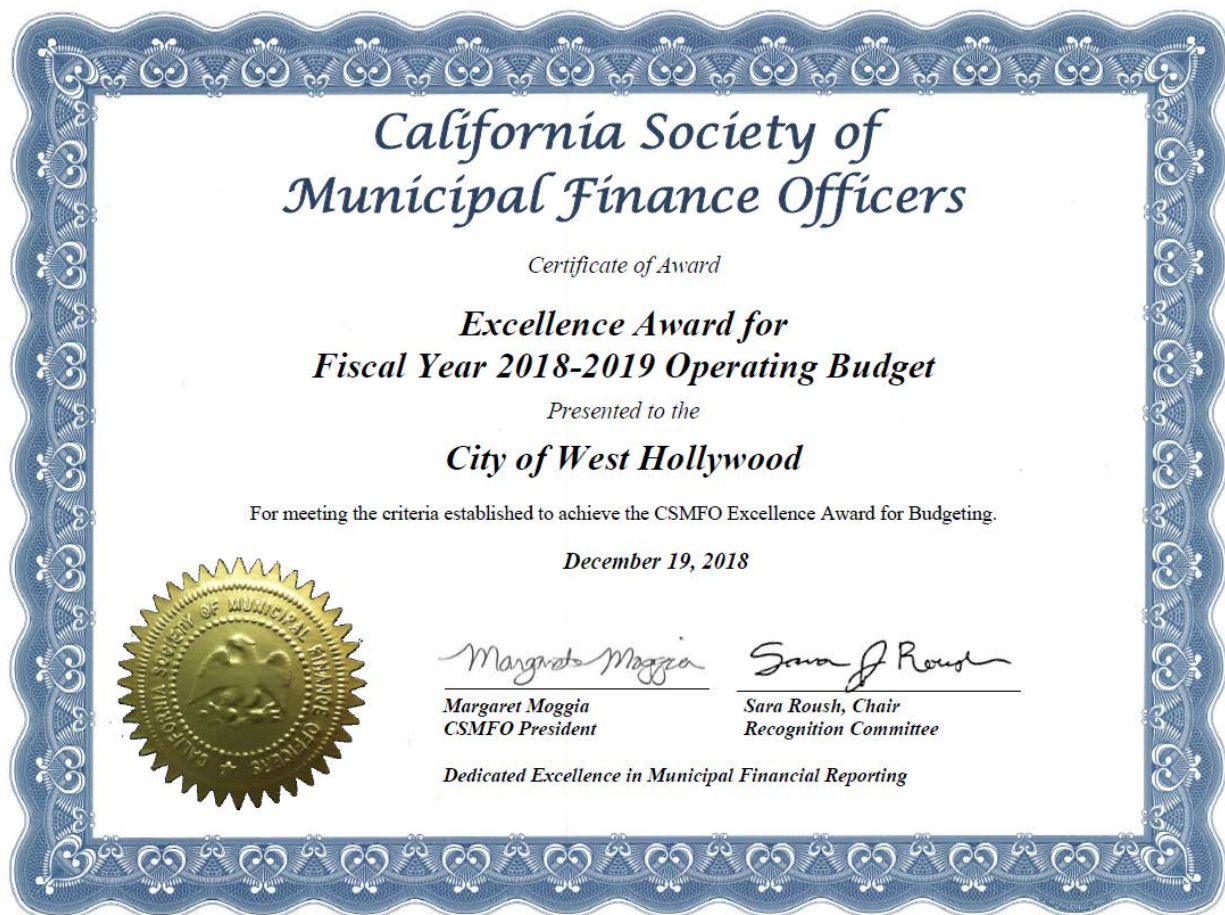 California Society of
Municipal Finance Officers
Certificate of Award
Excellence Award for
Fiscal Year 2018-2019 Operating Budget
Presented to the
City of West Hollywood
For meeting the criteria established to achieve the CSMFO Excellence Award for Budgeting.
December 19, 2018
CALIFORNIA SOCIETY OF MUNICIPAL FINANCE OFFICERS
Margareta Moggia
Sara J Roush
Margaret Moggia
CSMFO President
Sara Roush, Chair
Recognition Committee
Dedicated Excellence in Municipal Financial Reporting